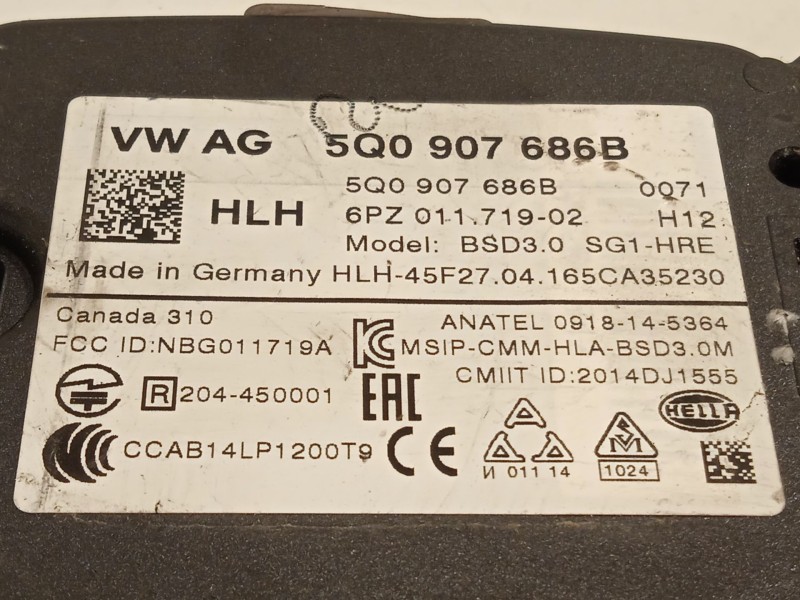 VW AG 5Q0 907 686B
5Q0 907 686B 0071
HLH 6PZ 011.719-02 H12
Model: BSD3.0 SG1-HRE
Made in Germany HLH-45F27.04.165CA35230
Canada 310 ANATEL 0918-14-5364
FCC ID:NBG011719A KC MSIP-CMM-HLA-BSD3.0M
CMIIT ID:2014DJ1555
R 204-450001 EAC HELLA
CCAB14LP1200T9 CE
И 011 14 1024